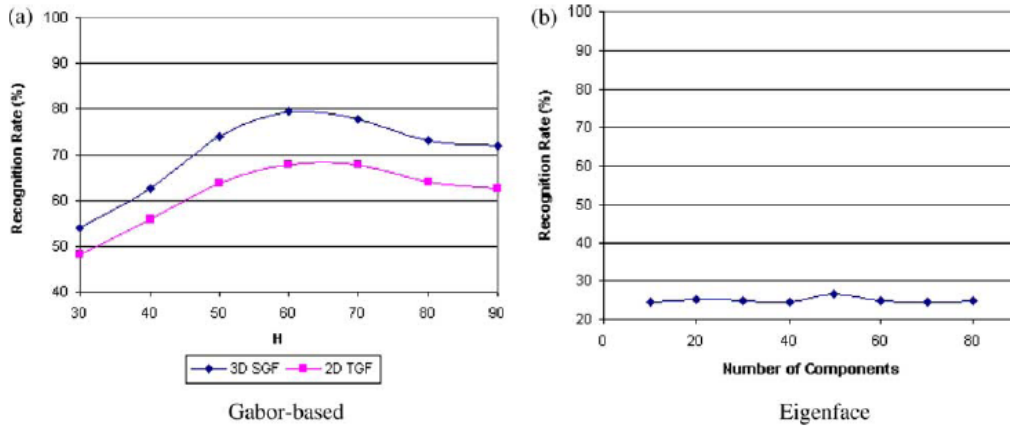 (a)
100
90
80
70
60
50
40
Recognition Rate (%)
30 40 50 60 70 80 90
H
3D SGF 2D TGF
Gabor-based
(b)
100
90
80
70
60
50
40
30
20
Recognition Rate (%)
0 20 40 60 80
Number of Components
Eigenface